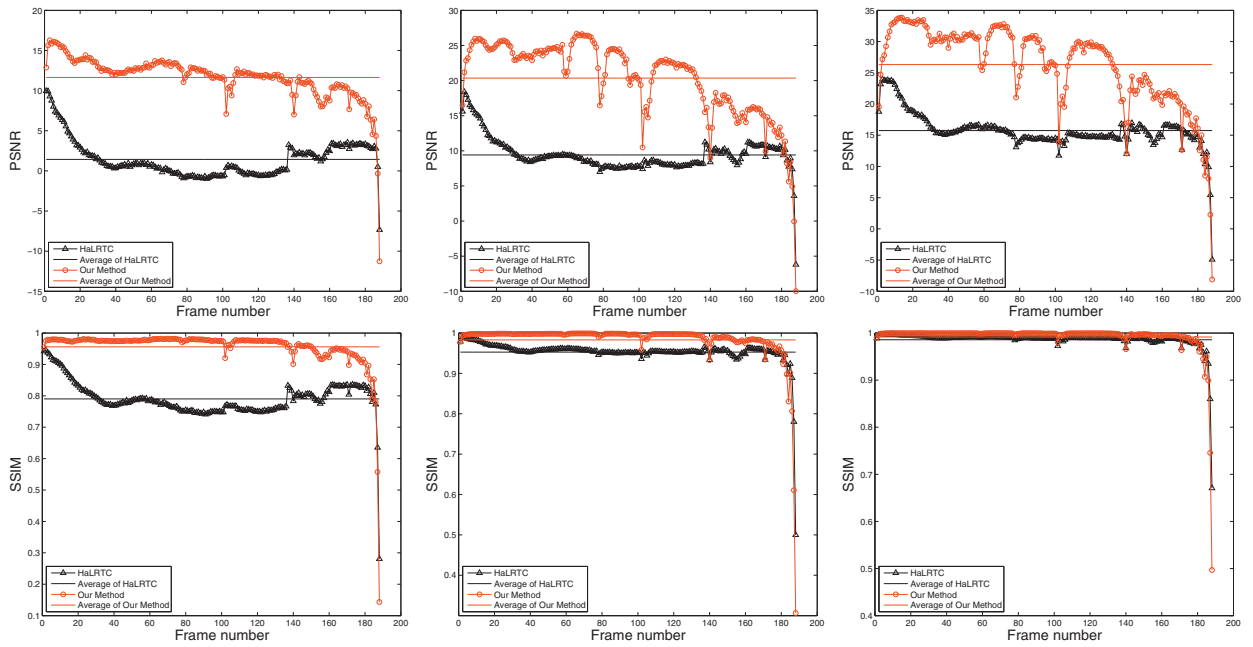 20
15
10
5
0
−5
−10
−15
PSNR
0 20 40 60 80 100 120 140 160 180 200
Frame number
HaLRTC
Average of HaLRTC
Our Method
Average of Our Method
30
25
20
15
10
5
0
−5
−10
PSNR
0 20 40 60 80 100 120 140 160 180 200
Frame number
HaLRTC
Average of HaLRTC
Our Method
Average of Our Method
35
30
25
20
15
10
5
0
−5
−10
PSNR
0 20 40 60 80 100 120 140 160 180 200
Frame number
HaLRTC
Average of HaLRTC
Our Method
Average of Our Method
1
0.9
0.8
0.7
0.6
0.5
0.4
0.3
0.2
0.1
SSIM
0 20 40 60 80 100 120 140 160 180 200
Frame number
HaLRTC
Average of HaLRTC
Our Method
Average of Our Method
1
0.9
0.8
0.7
0.6
0.5
0.4
SSIM
0 20 40 60 80 100 120 140 160 180 200
Frame number
HaLRTC
Average of HaLRTC
Our Method
Average of Our Method
1
0.9
0.8
0.7
0.6
0.5
0.4
SSIM
0 20 40 60 80 100 120 140 160 180 200
Frame number
HaLRTC
Average of HaLRTC
Our Method
Average of Our Method